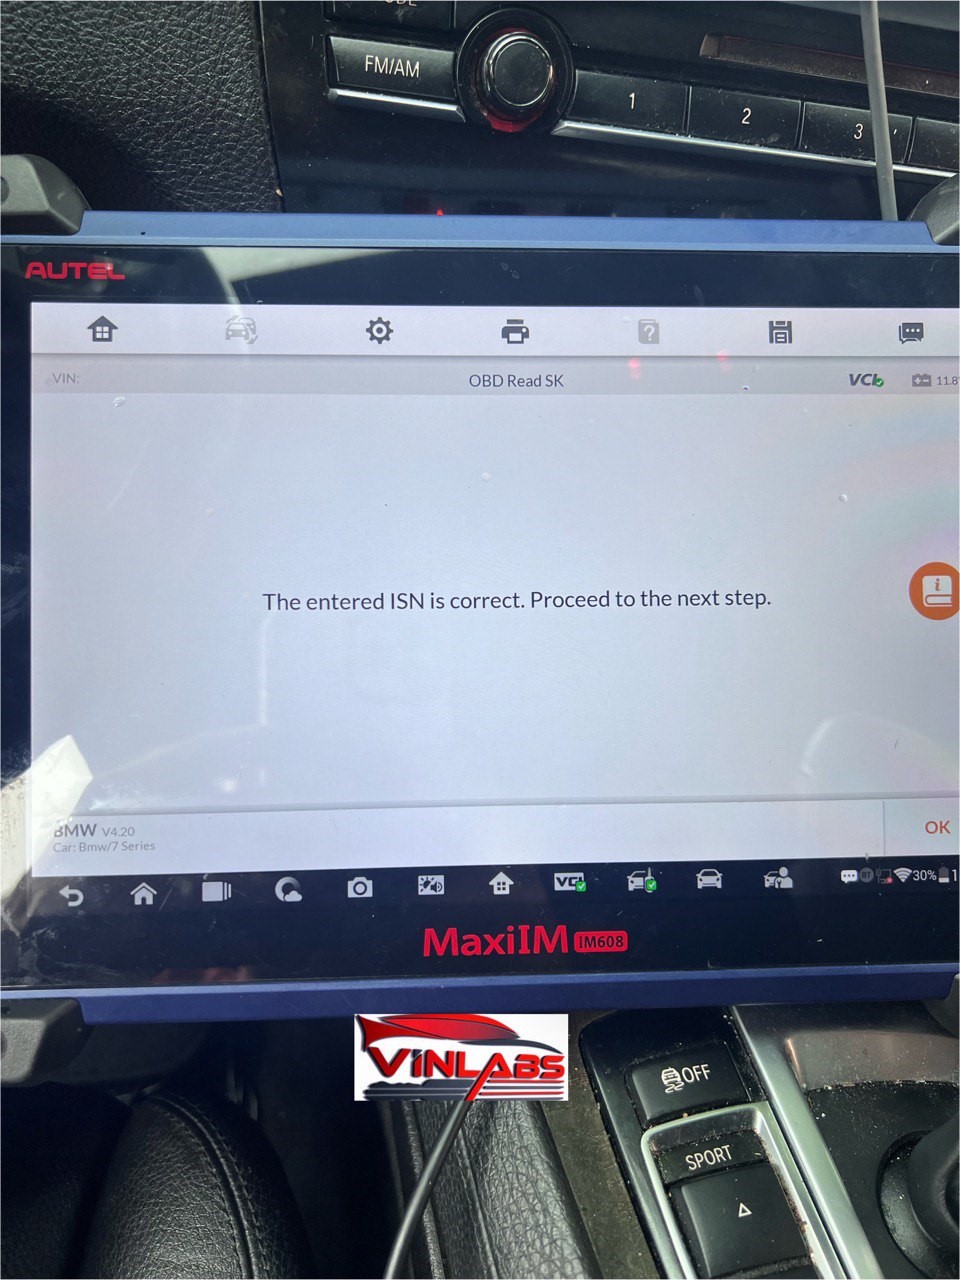 FM/AM
1
2
3
AUTEL
VIN:
OBD Read SK
VCI
11.8
The entered ISN is correct. Proceed to the next step.
BMW V4.20
Car: Bmw/7 Series
OK
VCI
30%
MaxiIM IM608
VINLABS
OFF
SPORT